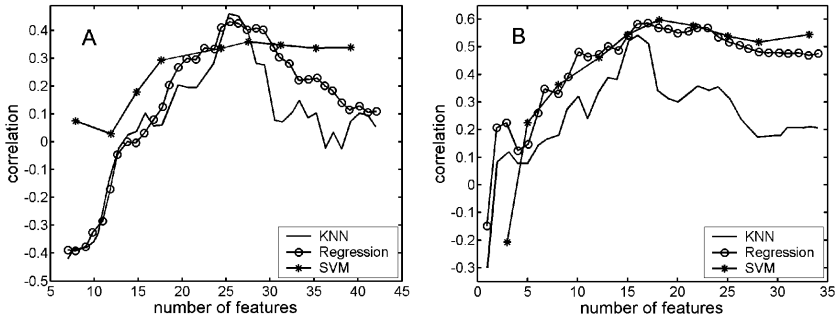 A
correlation
0.4
0.3
0.2
0.1
0
-0.1
-0.2
-0.3
-0.4
-0.5
5 10 15 20 25 30 35 40 45
number of features
KNN
Regression
SVM
B
correlation
0.6
0.5
0.4
0.3
0.2
0.1
0
-0.1
-0.2
-0.3
0 5 10 15 20 25 30 35
number of features
KNN
Regression
SVM